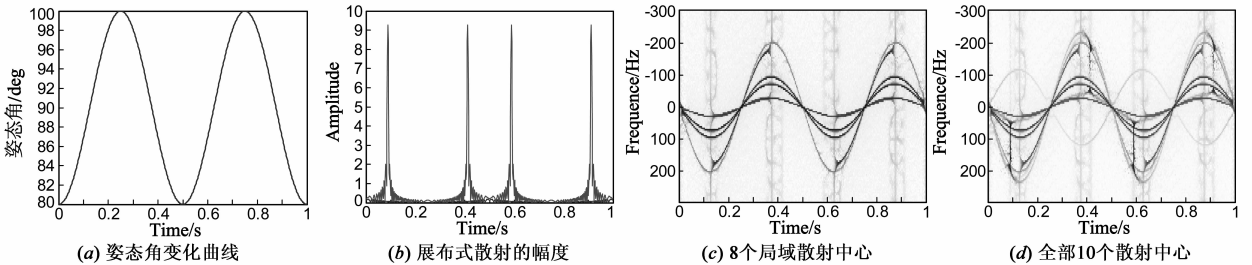 姿态角/deg
100
98
96
94
92
90
88
86
84
82
80
0 0.2 0.4 0.6 0.8 1
Time/s
(a) 姿态角变化曲线
Amplitude
10
9
8
7
6
5
4
3
2
1
0
0 0.2 0.4 0.6 0.8 1
Time/s
(b) 展布式散射的幅度
Frequence/Hz
-300
-200
-100
0
100
200
0 0.2 0.4 0.6 0.8 1
Time/s
(c) 8个局域散射中心
Frequence/Hz
-300
-200
-100
0
100
200
0 0.2 0.4 0.6 0.8 1
Time/s
(d) 全部10个散射中心